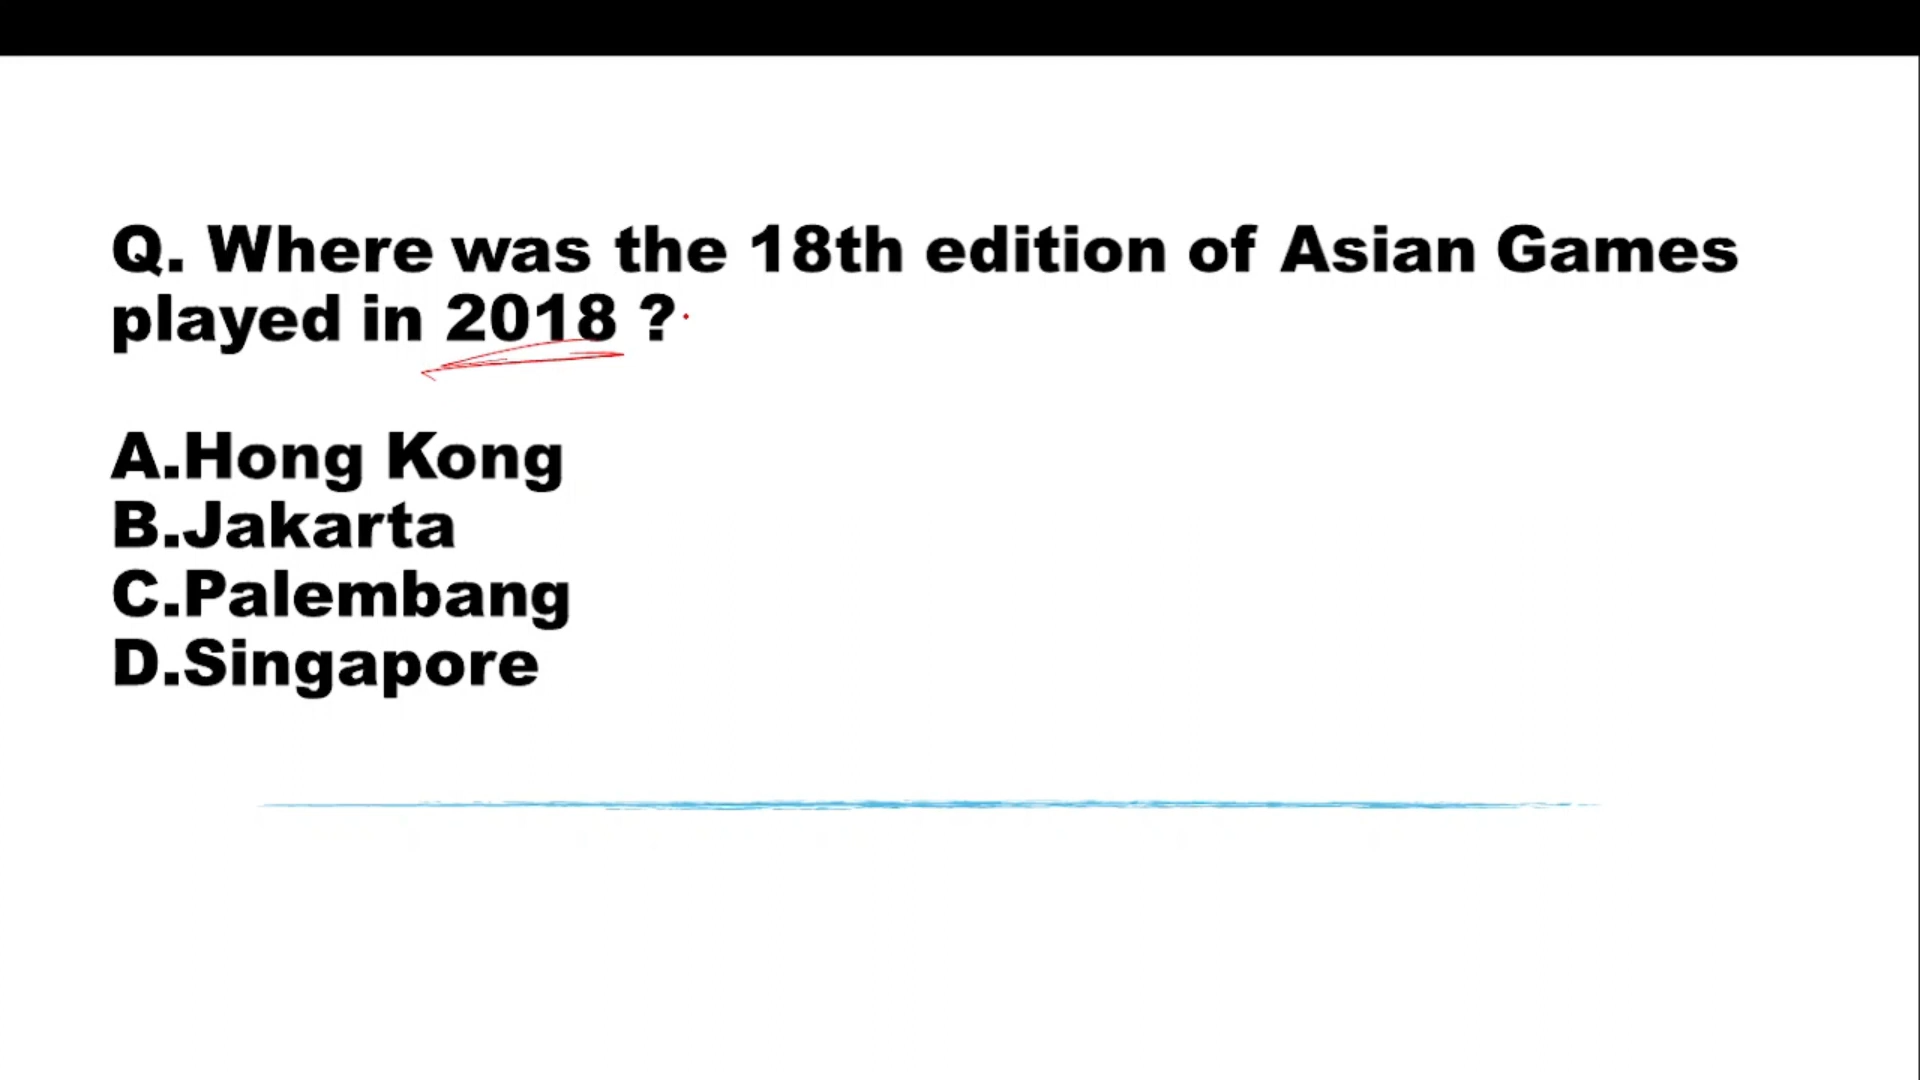 Q. Where was the 18th edition of Asian Games
played in 2018 ?
A.Hong Kong
B.Jakarta
C.Palembang
D.Singapore